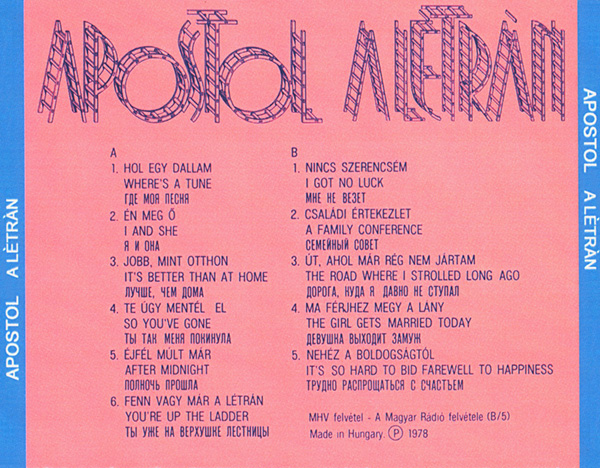 APOSTOL A LÉTRÁN
A
1. HOL EGY DALLAM
WHERE'S A TUNE
ГДЕ МОЯ ПЕСНЯ
2. ÉN MEG Ő
I AND SHE
Я И ОНА
3. JOBB, MINT OTTHON
IT'S BETTER THAN AT HOME
ЛУЧШЕ, ЧЕМ ДОМА
4. TE ÚGY MENTÉL EL
SO YOU'VE GONE
ТЫ ТАК МЕНЯ ПОКИНУЛА
5. ÉJFÉL MÚLT MÁR
AFTER MIDNIGHT
ПОЛНОЧЬ ПРОШЛА
6. FENN VAGY MÁR A LÉTRÁN
YOU'RE UP THE LADDER
ТЫ УЖЕ НА ВЕРХУШКЕ ЛЕСТНИЦЫ
B
1. NINCS SZERENCSÉM
I GOT NO LUCK
МНЕ НЕ ВЕЗЕТ
2. CSALÁDI ÉRTEKEZLET
A FAMILY CONFERENCE
СЕМЕЙНЫЙ СОВЕТ
3. ÚT, AHOL MÁR RÉG NEM JÁRTAM
THE ROAD WHERE I STROLLED LONG AGO
ДОРОГА, КУДА Я ДАВНО НЕ СТУПАЛ
4. MA FÉRJHEZ MEGY A LÁNY
THE GIRL GETS MARRIED TODAY
ДЕВУШКА ВЫХОДИТ ЗАМУЖ
5. NEHÉZ A BOLDOGSÁGTÓL
IT'S SO HARD TO BID FAREWELL TO HAPPINESS
ТРУДНО РАСПРОЩАТЬСЯ С СЧАСТЬЕМ
MHV felvétel - A Magyar Rádió felvétele (B/5)
Made in Hungary. Ⓟ 1978
APOSTOL A LÈTRÀN
APOSTOL A LÈTRÀN